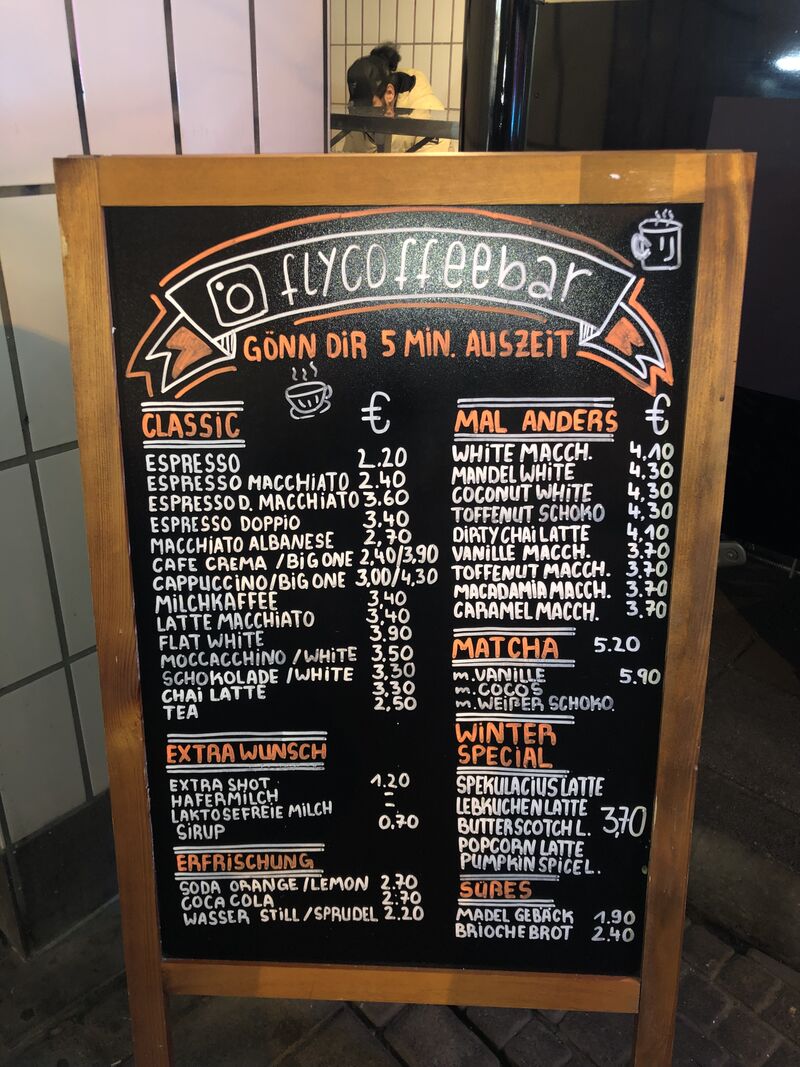 flycoffeebar
GÖNN DiR 5 MiN. AUSZEiT
CLASSiC €
ESPRESSO 2.20
ESPRESSO MACCHiATO 2.40
ESPRESSO D. MACCHiATO 3.60
ESPRESSO DOPPiO 3.40
MACCHiATO ALBANESE 2,70
CAFE CREMA / BiG ONE 2,40/3,90
CAPPUCCiNO/BiG ONE 3,00/4,30
MiLCHKAFFEE 3,40
LATTE MACCHiATO 3,40
FLAT WHITE 3.90
MOCCACCHiNO / WHiTE 3,50
SCHOKOLADE / WHiTE 3,30
CHAi LATTE 3.30
TEA 2,50
EXTRA WUNSCH
EXTRA SHOT 1.20
HAFERMiLCH -
LAKTOSEFREiE MiLCH -
SiRUP 0,70
ERFRiSCHUNG
SODA ORANGE / LEMON 2.70
COCA COLA 2.70
WASSER STiLL / SPRUDEL 2.20
MAL ANDERS €
WHiTE MACCH. 4,10
MANDEL WHiTE 4.30
COCONUT WHiTE 4,30
TOFFENUT SCHOKO 4,30
DiRTY CHAi LATTE 4,10
VANiLLE MACCH. 3.70
TOFFENUT MACCH. 3.70
MACADAMiA MACCH. 3.70
CARAMEL MACCH. 3.70
MATCHA 5.20
m. VANiLLE 5.90
m. COCOS
m. WEißER SCHOKO.
WiNTER
SPECiAL
SPEKULACiUS LATTE
LEBKUCHEN LATTE
BUTTERSCOTCH L. 3,70
POPCORN LATTE
PUMPKiN SPiCE L.
SÜßES
MADEL GEBÄCK 1.90
BRiOCHE BROT 2.40